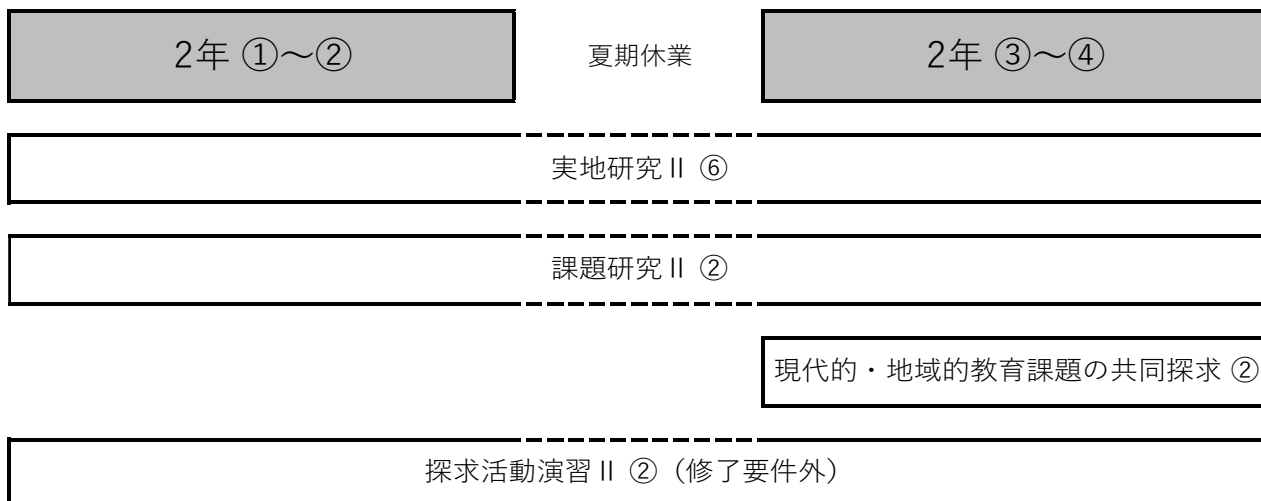 2年 ①～②
夏期休業
2年 ③～④
実地研究Ⅱ ⑥
課題研究Ⅱ ②
現代的・地域的教育課題の共同探求 ②
探求活動演習Ⅱ ②（修了要件外）